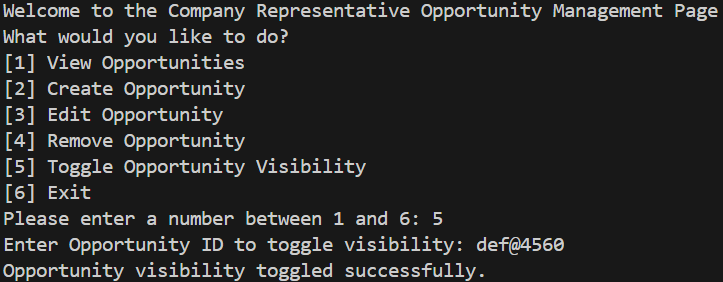 Welcome to the Company Representative Opportunity Management Page
What would you like to do?
[1] View Opportunities
[2] Create Opportunity
[3] Edit Opportunity
[4] Remove Opportunity
[5] Toggle Opportunity Visibility
[6] Exit
Please enter a number between 1 and 6: 5
Enter Opportunity ID to toggle visibility: def@4560
Opportunity visibility toggled successfully.